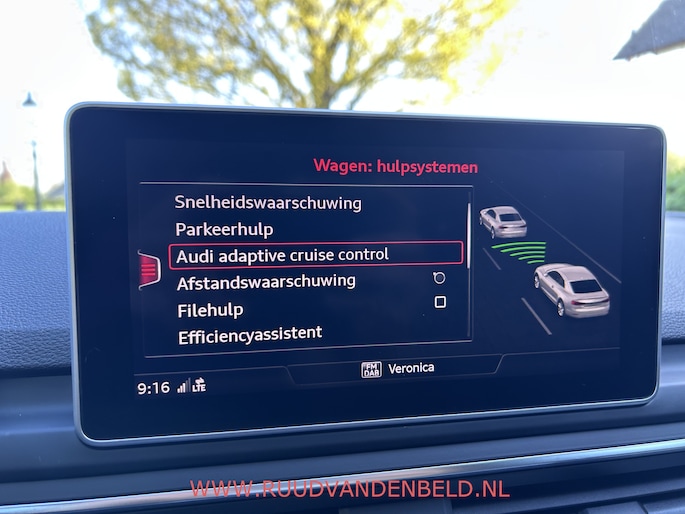 Wagen: hulpsystemen
Snelheidswaarschuwing
Parkeerhulp
Audi adaptive cruise control
Afstandswaarschuwing
Filehulp
Efficiencyassistent
FM
DAB
Veronica
9:16
LTE
WWW.RUUDVANDENBELD.NL